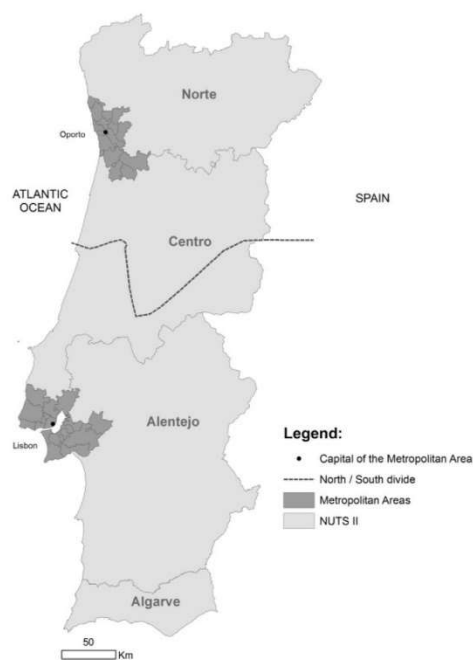 Norte
Oporto
ATLANTIC
OCEAN
SPAIN
Centro
Alentejo
Lisbon
Legend:
Capital of the Metropolitan Area
North / South divide
Metropolitan Areas
NUTS II
Algarve
50
Km